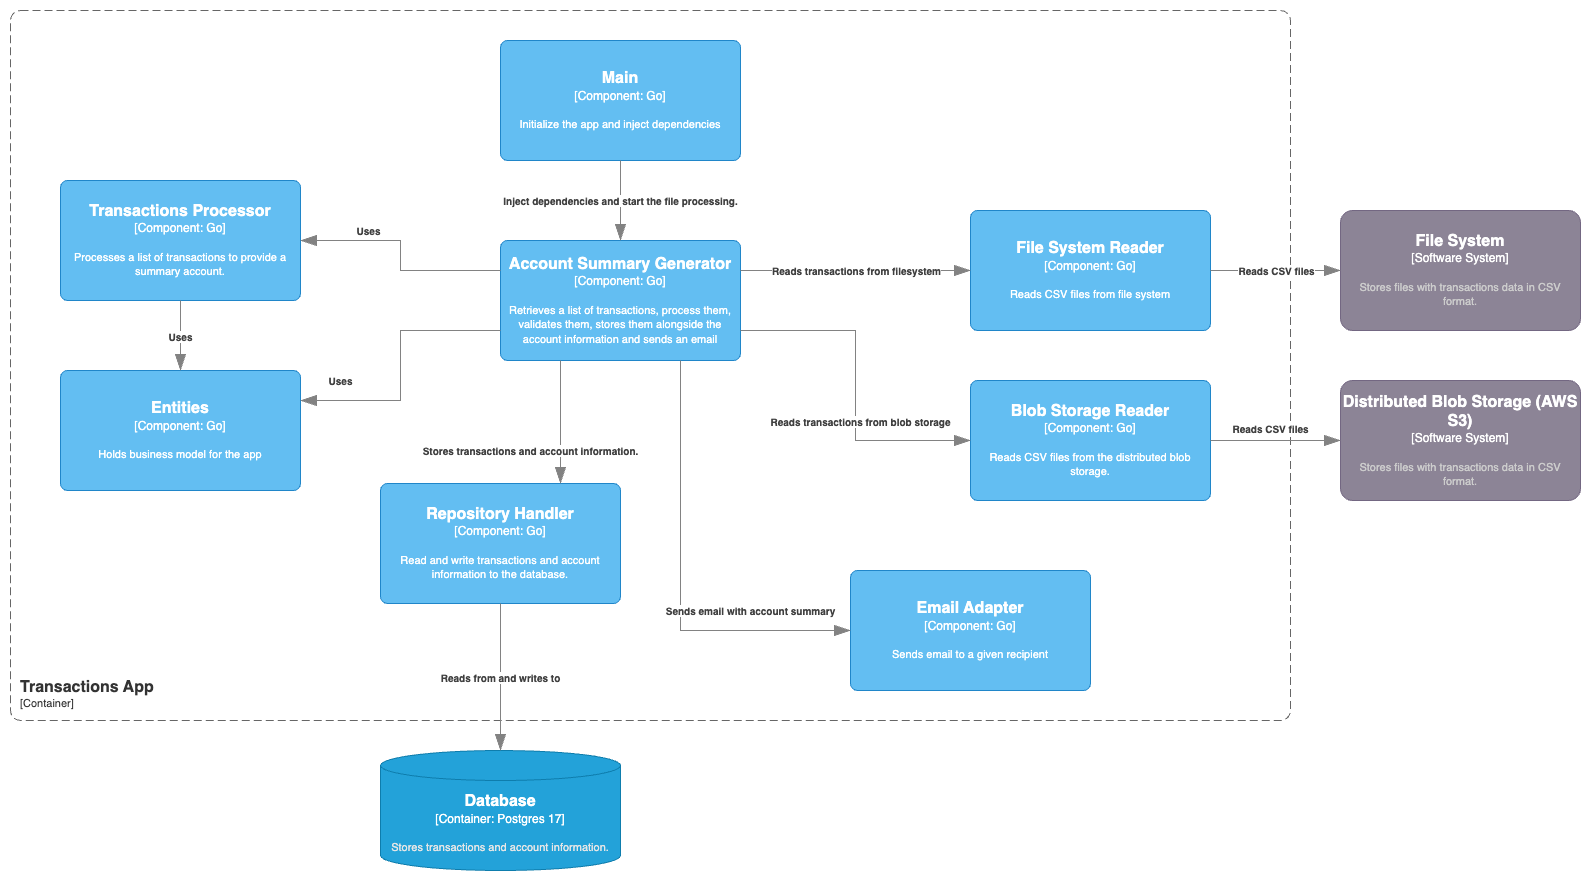 Main
[Component: Go]
Initialize the app and inject dependencies
Inject dependencies and start the file processing.
Transactions Processor
[Component: Go]
Processes a list of transactions to provide a
summary account.
Uses
Account Summary Generator
[Component: Go]
Retrieves a list of transactions, process them,
validates them, stores them alongside the
account information and sends an email
Reads transactions from filesystem
File System Reader
[Component: Go]
Reads CSV files from file system
Reads CSV files
File System
[Software System]
Stores files with transactions data in CSV
format.
Uses
Uses
Entities
[Component: Go]
Holds business model for the app
Reads transactions from blob storage
Blob Storage Reader
[Component: Go]
Reads CSV files from the distributed blob
storage.
Reads CSV files
Distributed Blob Storage (AWS
S3)
[Software System]
Stores files with transactions data in CSV
format.
Stores transactions and account information.
Repository Handler
[Component: Go]
Read and write transactions and account
information to the database.
Sends email with account summary
Email Adapter
[Component: Go]
Sends email to a given recipient
Reads from and writes to
Transactions App
[Container]
Database
[Container: Postgres 17]
Stores transactions and account information.